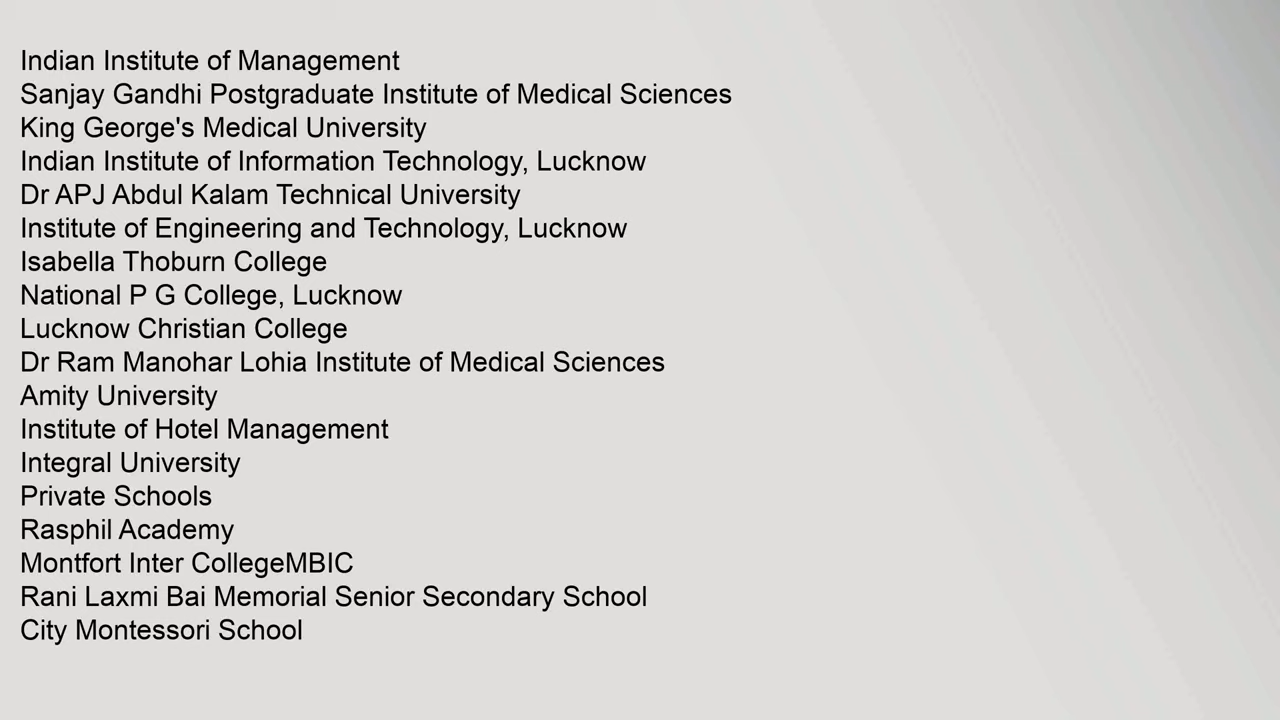 Indian Institute of Management
Sanjay Gandhi Postgraduate Institute of Medical Sciences
King George's Medical University
Indian Institute of Information Technology, Lucknow
Dr APJ Abdul Kalam Technical University
Institute of Engineering and Technology, Lucknow
Isabella Thoburn College
National P G College, Lucknow
Lucknow Christian College
Dr Ram Manohar Lohia Institute of Medical Sciences
Amity University
Institute of Hotel Management
Integral University
Private Schools
Rasphil Academy
Montfort Inter CollegeMBIC
Rani Laxmi Bai Memorial Senior Secondary School
City Montessori School